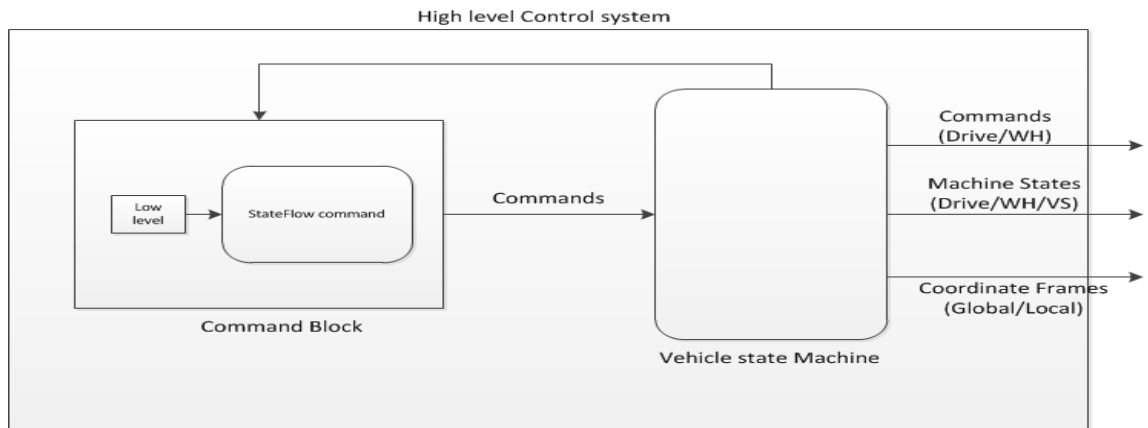 High level Control system
Low
level
StateFlow command
Command Block
Commands
Vehicle state Machine
Commands
(Drive/WH)
Machine States
(Drive/WH/VS)
Coordinate Frames
(Global/Local)